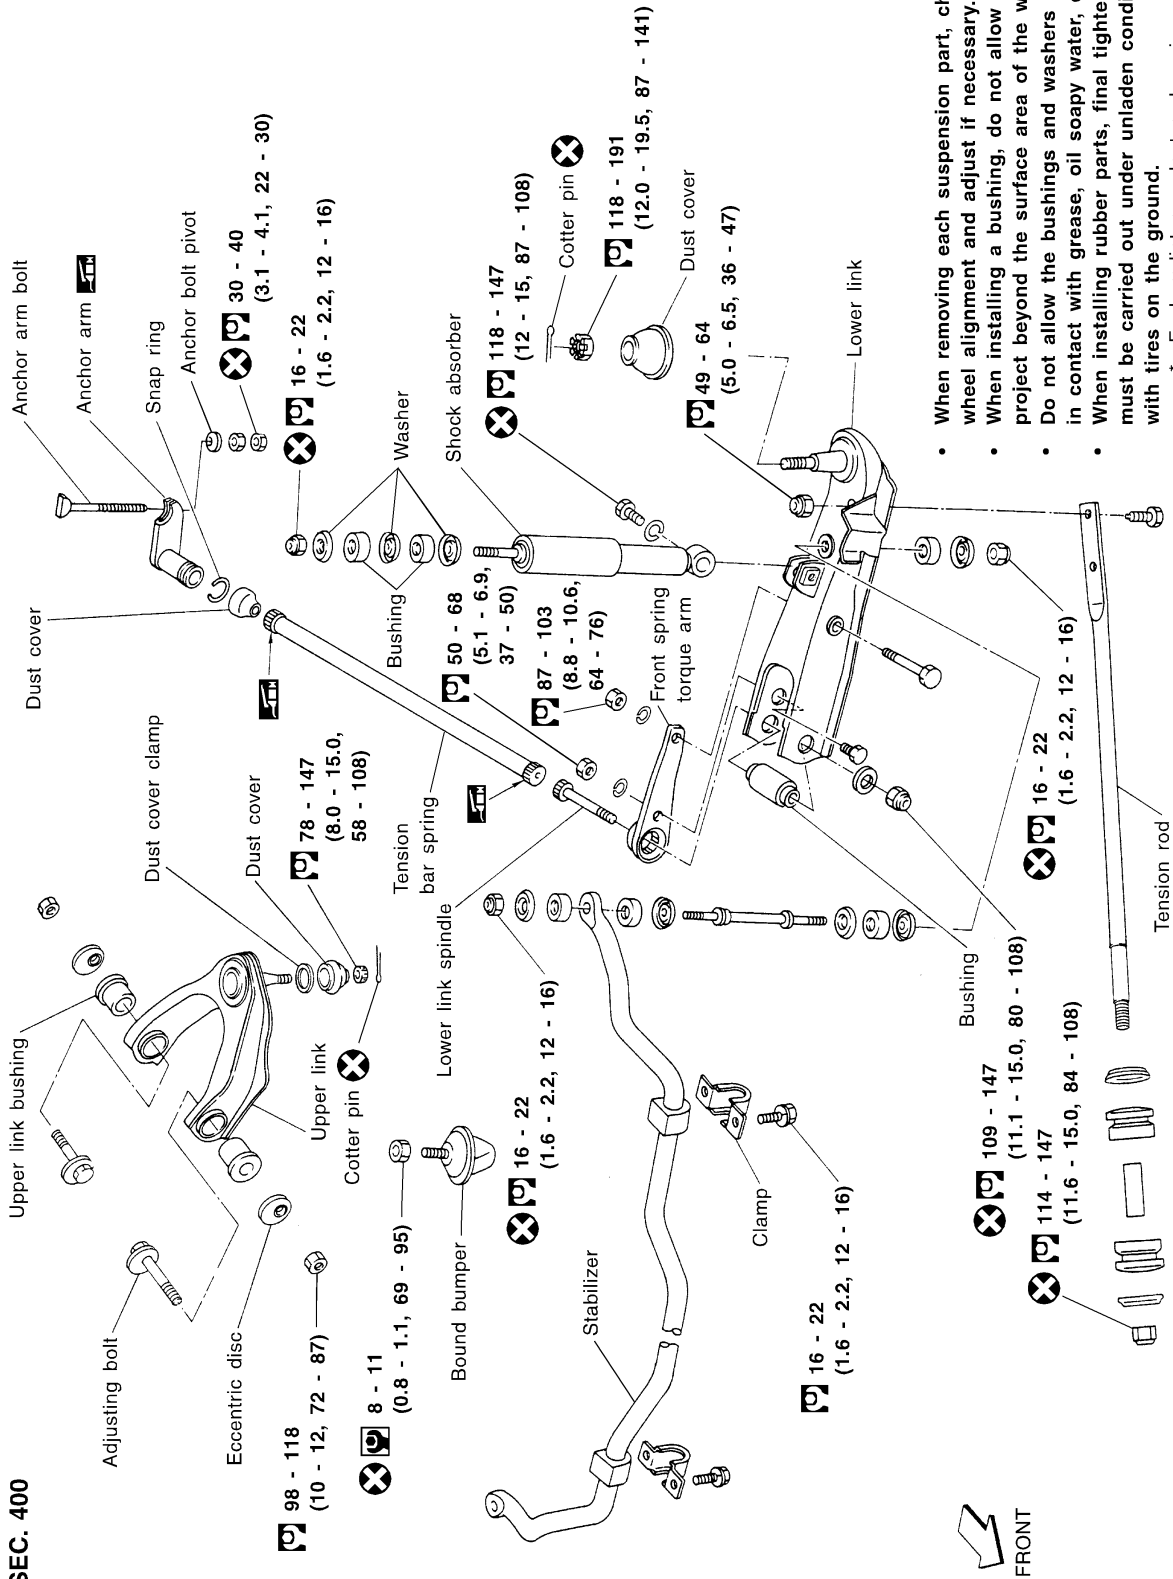 SEC. 400
Anchor arm bolt
Anchor arm
Snap ring
Anchor bolt pivot
30 - 40
(3.1 - 4.1, 22 - 30)
16 - 22
(1.6 - 2.2, 12 - 16)
Washer
Shock absorber
118 - 147
(12 - 15, 87 - 108)
Cotter pin
118 - 191
(12.0 - 19.5, 87 - 141)
Dust cover
49 - 64
(5.0 - 6.5, 36 - 47)
Lower link
Dust cover
Bushing
50 - 68
(5.1 - 6.9,
37 - 50)
87 - 103
(8.8 - 10.6,
64 - 76)
Front spring
torque arm
Dust cover clamp
Dust cover
78 - 147
(8.0 - 15.0,
58 - 108)
Tension
bar spring
Lower link spindle
Upper link bushing
Upper link
Cotter pin
Adjusting bolt
Eccentric disc
98 - 118
(10 - 12, 72 - 87)
8 - 11
(0.8 - 1.1, 69 - 95)
Bound bumper
16 - 22
(1.6 - 2.2, 12 - 16)
Stabilizer
Clamp
16 - 22
(1.6 - 2.2, 12 - 16)
Bushing
109 - 147
(11.1 - 15.0, 80 - 108)
114 - 147
(11.6 - 15.0, 84 - 108)
16 - 22
(1.6 - 2.2, 12 - 16)
Tension rod
FRONT
• When removing each suspension part,
wheel alignment and adjust if necessary.
• When installing a bushing, do not allow
project beyond the surface area of the
• Do not allow the bushings and washers
in contact with grease, oil soapy water,
• When installing rubber parts, final
must be carried out under unladen
with tires on the ground.